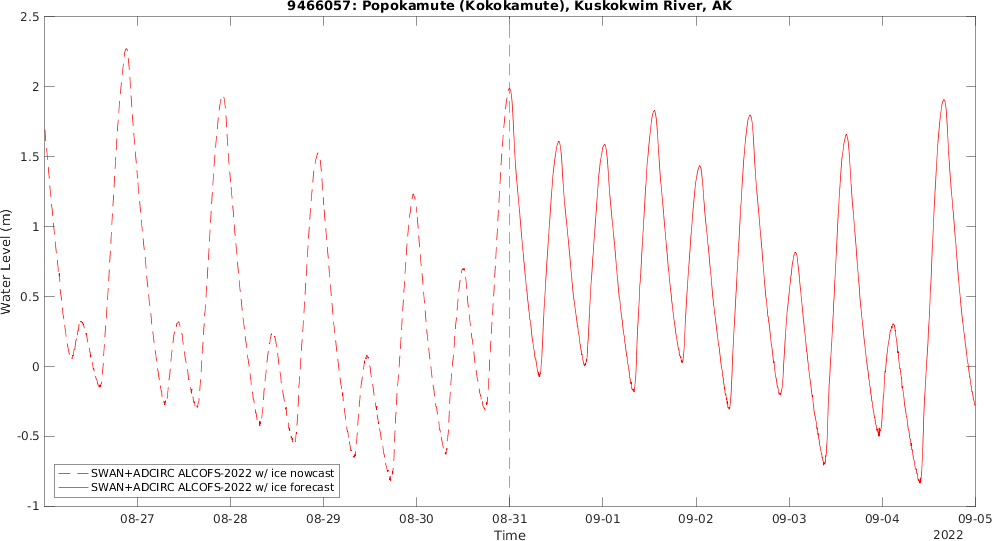 9466057: Popokamute (Kokokamute), Kuskokwim River, AK
2.5
2
1.5
1
0.5
0
-0.5
-1
Water Level (m)
SWAN+ADCIRC ALCOFS-2022 w/ ice nowcast
SWAN+ADCIRC ALCOFS-2022 w/ ice forecast
08-27 08-28 08-29 08-30 08-31 09-01 09-02 09-03 09-04 09-05
Time
2022